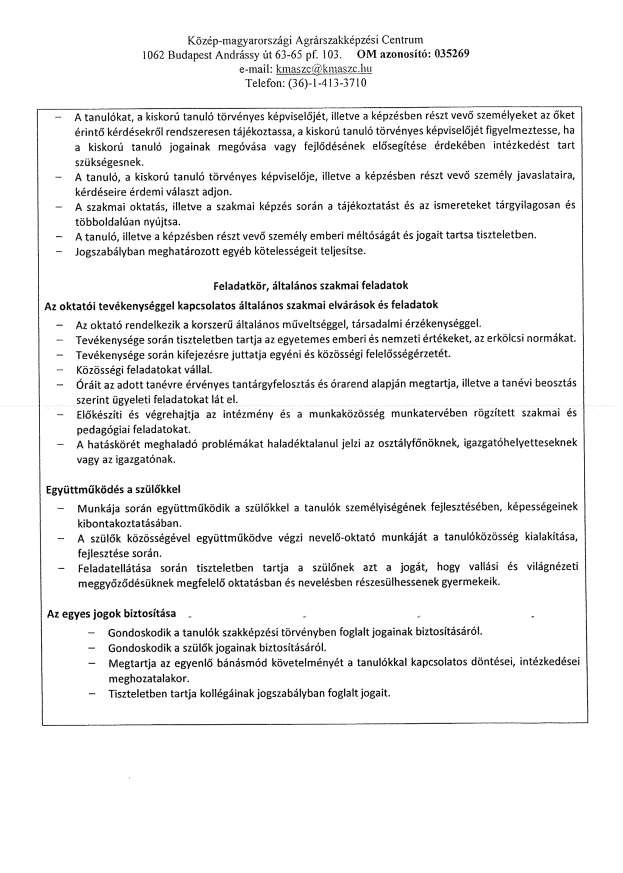 Közép-magyarországi Agrárszakképzési Centrum
1062 Budapest Andrássy út 63-65 pf. 103. OM azonosító: 035269
e-mail: kmaszc@kmaszc.hu
Telefon: (36)-1-413-3710
– A tanulókat, a kiskorú tanuló törvényes képviselőjét, illetve a képzésben részt vevő személyeket az őket
érintő kérdésekről rendszeresen tájékoztassa, a kiskorú tanuló törvényes képviselőjét figyelmeztesse, ha
a kiskorú tanuló jogainak megóvása vagy fejlődésének elősegítése érdekében intézkedést tart
szükségesnek.
– A tanuló, a kiskorú tanuló törvényes képviselője, illetve a képzésben részt vevő személy javaslataira,
kérdéseire érdemi választ adjon.
– A szakmai oktatás, illetve a szakmai képzés során a tájékoztatást és az ismereteket tárgyilagosan és
többoldalúan nyújtsa.
– A tanuló, illetve a képzésben részt vevő személy emberi méltóságát és jogait tartsa tiszteletben.
– Jogszabályban meghatározott egyéb kötelességeit teljesítse.
Feladatkör, általános szakmai feladatok
Az oktatói tevékenységgel kapcsolatos általános szakmai elvárások és feladatok
– Az oktató rendelkezik a korszerű általános műveltséggel, társadalmi érzékenységgel.
– Tevékenysége során tiszteletben tartja az egyetemes emberi és nemzeti értékeket, az erkölcsi normákat.
– Tevékenysége során kifejezésre juttatja egyéni és közösségi felelősségérzetét.
– Közösségi feladatokat vállal.
– Óráit az adott tanévre érvényes tantárgyfelosztás és órarend alapján megtartja, illetve a tanévi beosztás
szerint ügyeleti feladatokat lát el.
– Előkészíti és végrehajtja az intézmény és a munkaközösség munkatervében rögzített szakmai és
pedagógiai feladatokat.
– A hatáskörét meghaladó problémákat haladéktalanul jelzi az osztályfőnöknek, igazgatóhelyetteseknek
vagy az igazgatónak.
Együttműködés a szülőkkel
– Munkája során együttműködik a szülőkkel a tanulók személyiségének fejlesztésében, képességeinek
kibontakoztatásában.
– A szülők közösségével együttműködve végzi nevelő-oktató munkáját a tanulóközösség kialakítása,
fejlesztése során.
– Feladatellátása során tiszteletben tartja a szülőnek azt a jogát, hogy vallási és világnézeti
meggyőződésüknek megfelelő oktatásban és nevelésben részesülhessenek gyermekeik.
Az egyes jogok biztosítása
– Gondoskodik a tanulók szakképzési törvényben foglalt jogainak biztosításáról.
– Gondoskodik a szülők jogainak biztosításáról.
– Megtartja az egyenlő bánásmód követelményét a tanulókkal kapcsolatos döntései, intézkedései
meghozatalakor.
– Tiszteletben tartja kollégáinak jogszabályban foglalt jogait.